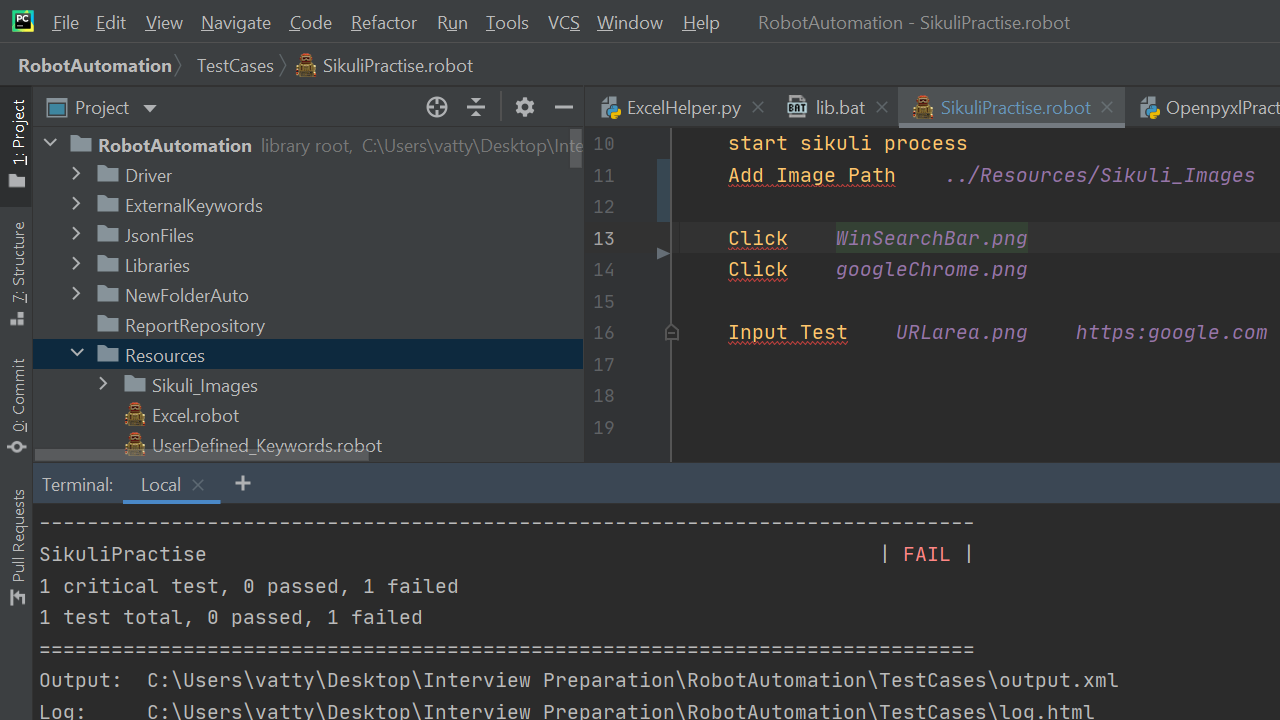 PC File Edit View Navigate Code Refactor Run Tools VCS Window Help RobotAutomation - SikuliPractise.robot
RobotAutomation TestCases SikuliPractise.robot
1: Project
7: Structure
0: Commit
Pull Requests
Project
ExcelHelper.py lib.bat SikuliPractise.robot OpenpyxlPract
RobotAutomation library root, C:\Users\vatty\Desktop\Inte
Driver
ExternalKeywords
JsonFiles
Libraries
NewFolderAuto
ReportRepository
Resources
Sikuli_Images
Excel.robot
UserDefined_Keywords.robot
10 start sikuli process
11 Add Image Path ../Resources/Sikuli_Images
12
13 Click WinSearchBar.png
14 Click googleChrome.png
15
16 Input Test URLarea.png https:google.com
17
18
19
Terminal: Local +
------------------------------------------------------------------------------
SikuliPractise | FAIL |
1 critical test, 0 passed, 1 failed
1 test total, 0 passed, 1 failed
==============================================================================
Output: C:\Users\vatty\Desktop\Interview Preparation\RobotAutomation\TestCases\output.xml
Log: C:\Users\vatty\Desktop\Interview Preparation\RobotAutomation\TestCases\log.html